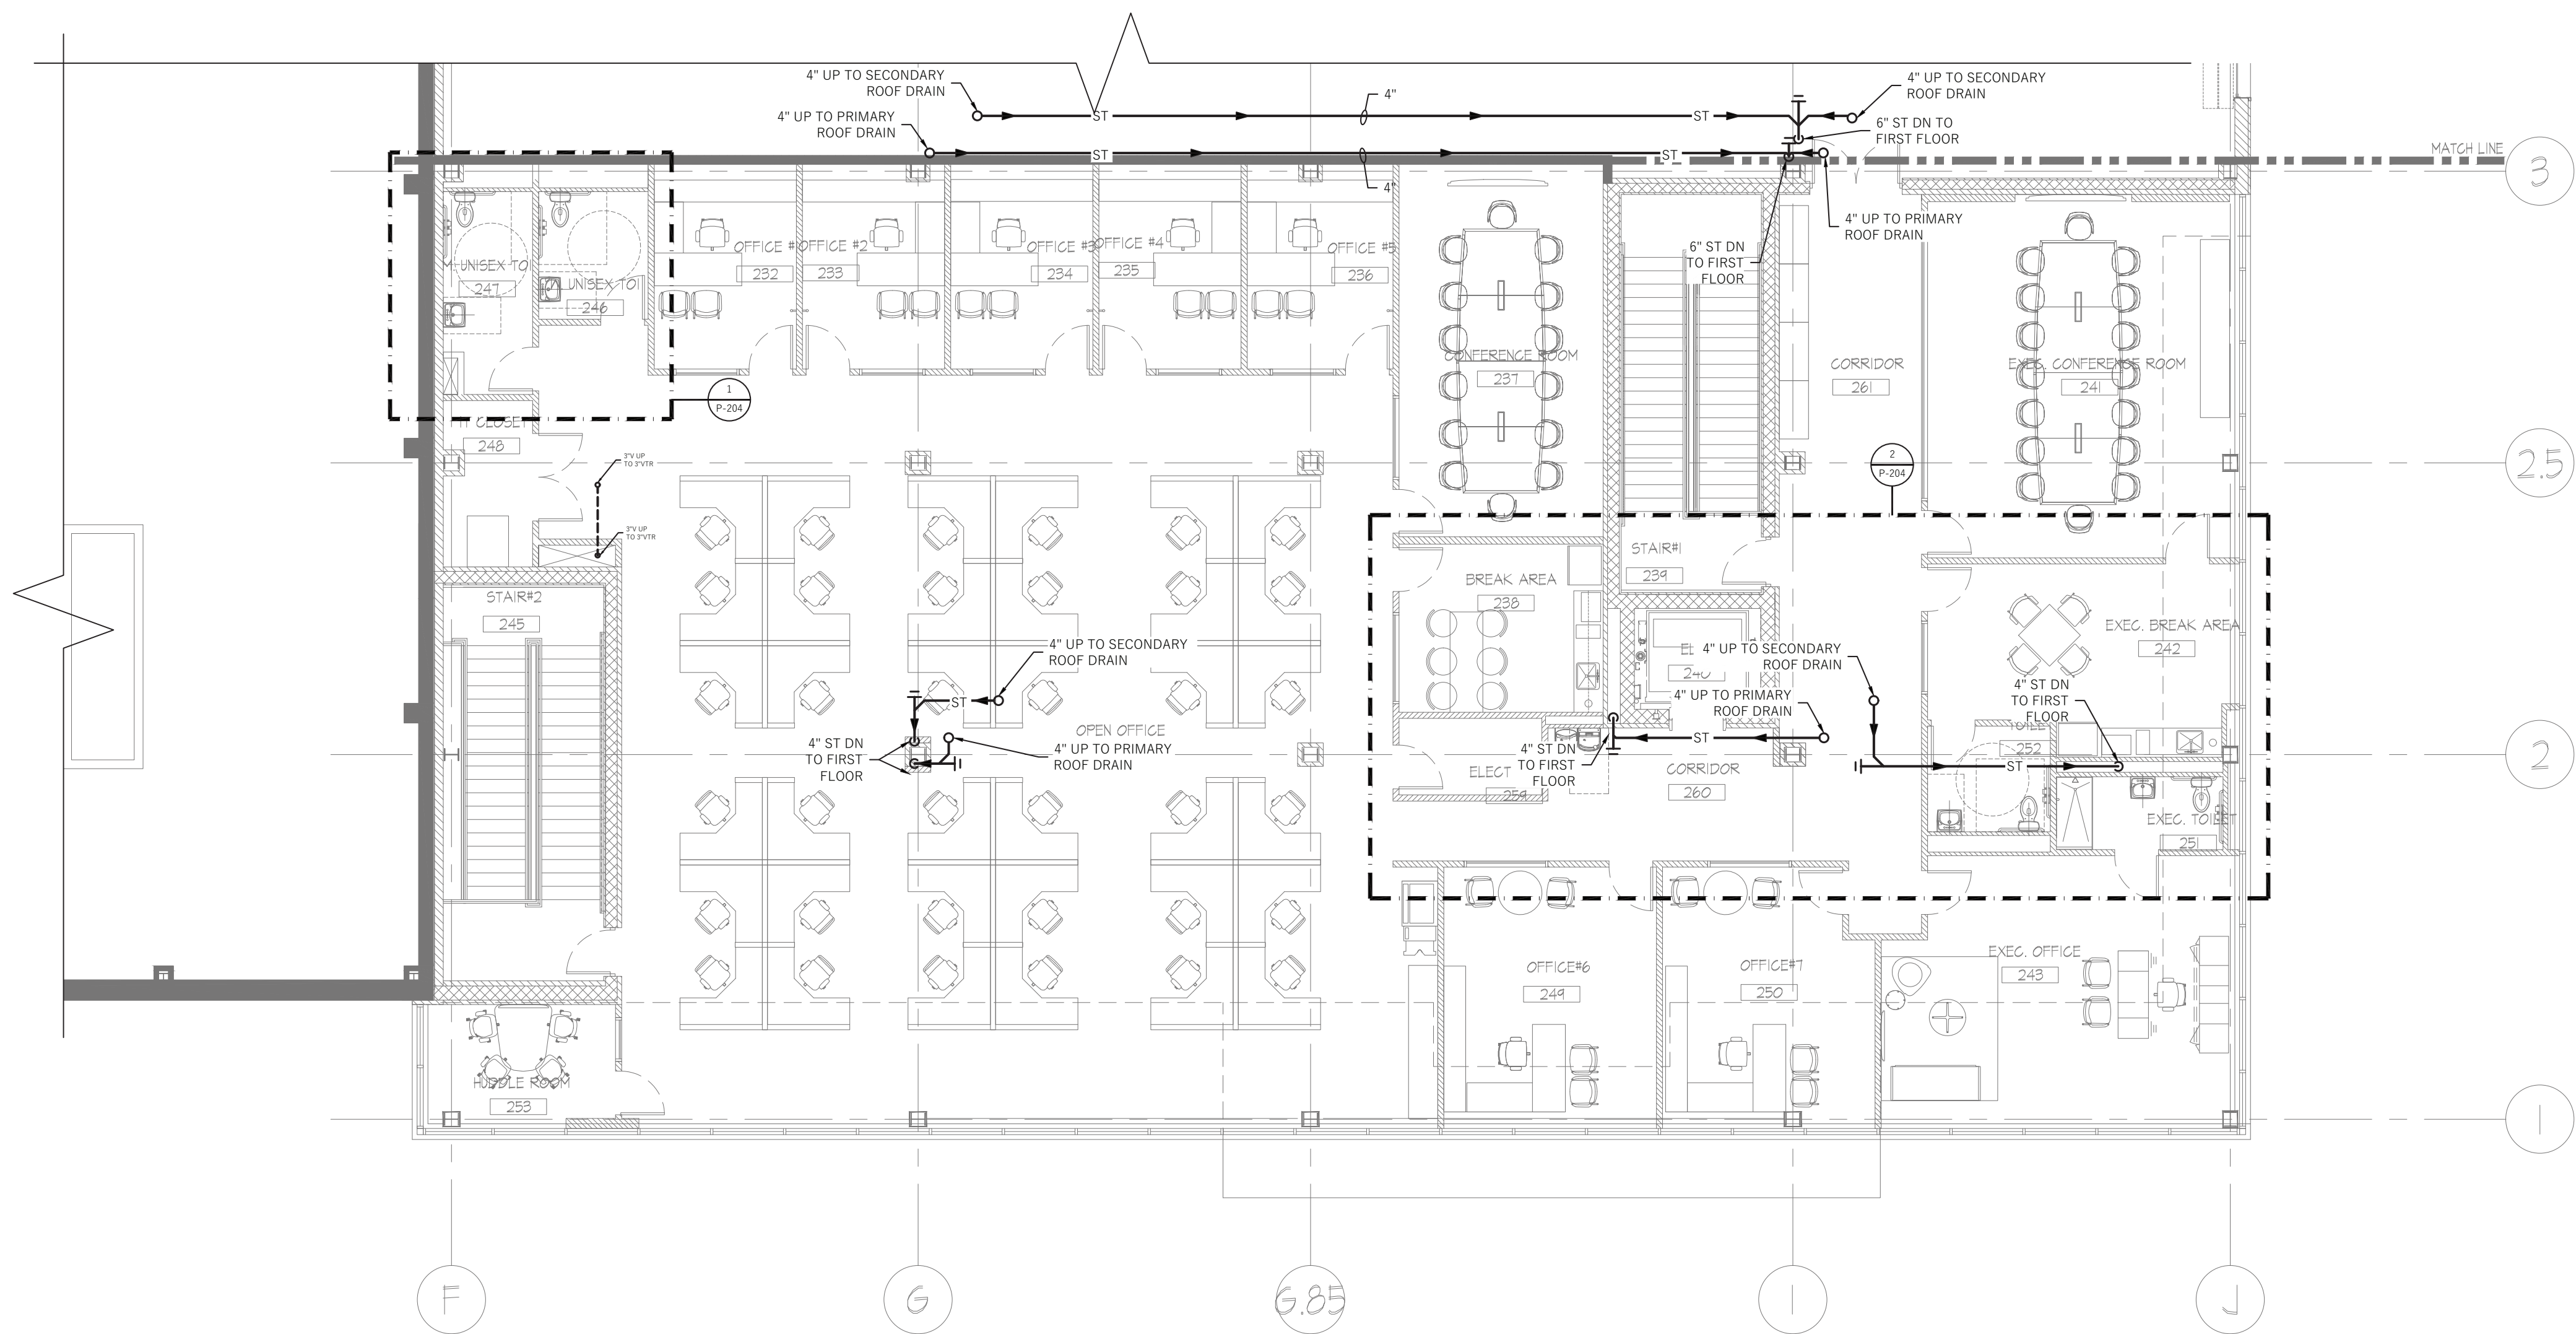 4" UP TO SECONDARY
ROOF DRAIN
4" UP TO PRIMARY
ROOF DRAIN
ST
ST
4"
4"
ST
ST
4" UP TO SECONDARY
ROOF DRAIN
6" ST DN TO
FIRST FLOOR
MATCH LINE
3
4" UP TO PRIMARY
ROOF DRAIN
6" ST DN
TO FIRST
FLOOR
UNISEX
247
UNISEX
246
OFFICE
232
OFFICE #2
233
OFFICE #3
234
OFFICE #4
235
OFFICE #5
236
CONFERENCE ROOM
237
CORRIDOR
261
EXEC. CONFERENCE ROOM
241
1
P-204
CLOSET
248
3"V UP
TO 3"VTR
3"V UP
TO 3"VTR
2
P-204
2.5
STAIR#1
239
BREAK AREA
238
STAIR#2
245
EXEC. BREAK AREA
242
4" UP TO SECONDARY
ROOF DRAIN
ST
OPEN OFFICE
4" UP TO PRIMARY
ROOF DRAIN
4" ST DN
TO FIRST
FLOOR
240
4" UP TO SECONDARY
ROOF DRAIN
4" UP TO PRIMARY
ROOF DRAIN
ST
4" ST DN
TO FIRST
FLOOR
ELECT
259
CORRIDOR
260
4" ST DN
TO FIRST
FLOOR
252
ST
2
EXEC. TOILET
251
OFFICE#6
249
OFFICE#7
250
EXEC. OFFICE
243
HUDDLE ROOM
253
1
F
G
G.85
I
J